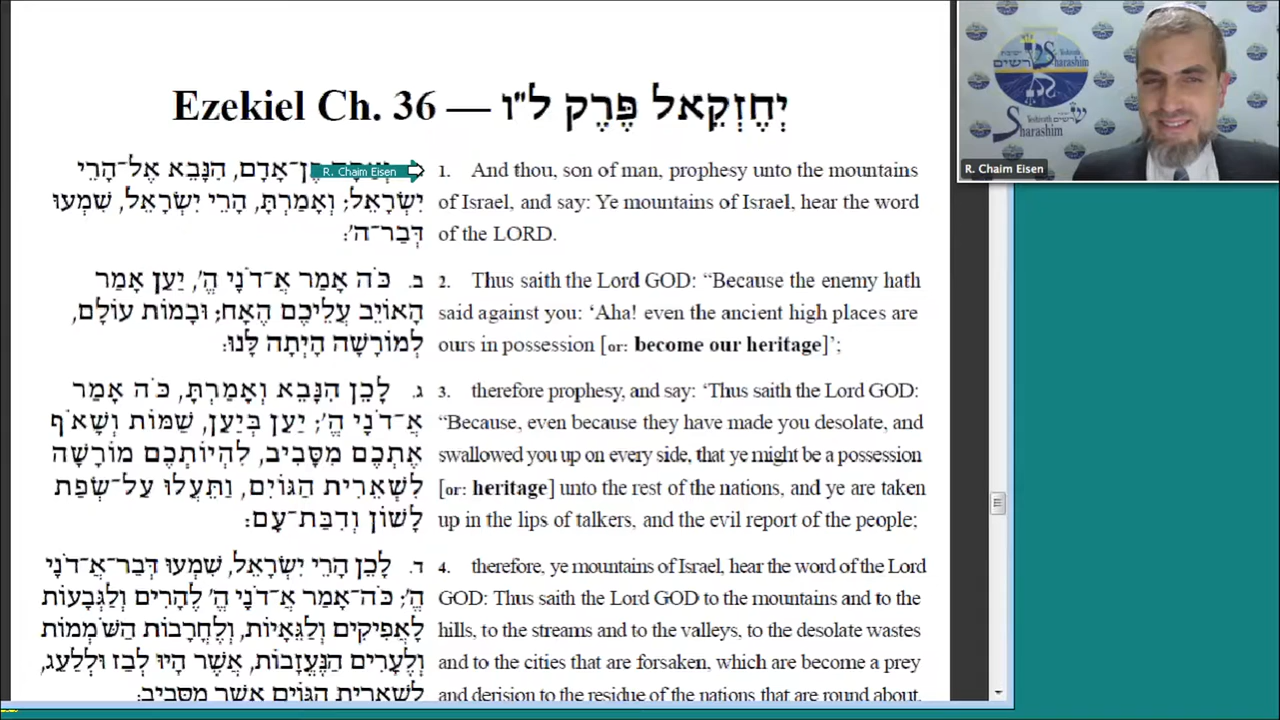 Ezekiel Ch. 36 — יְחֶזְקֵאל פֶּרֶק ל"ו
בֶן־אָדָם, הִנָּבֵא אֶל־הָרֵי
יִשְׂרָאֵל; וְאָמַרְתָּ, הָרֵי יִשְׂרָאֵל, שִׁמְעוּ
דְּבַר־ה':
R. Chaim Eisen
1. And thou, son of man, prophesy unto the mountains
of Israel, and say: Ye mountains of Israel, hear the word
of the LORD.
ב. כֹּה אָמַר אֲ־דֹנָי ה', יַעַן אָמַר
הָאוֹיֵב עֲלֵיכֶם הֶאָח; וּבָמוֹת עוֹלָם,
לְמוֹרָשָׁה הָיְתָה לָּנוּ:
2. Thus saith the Lord GOD: “Because the enemy hath
said against you: ‘Aha! even the ancient high places are
ours in possession [or: become our heritage]’;
ג. לָכֵן הִנָּבֵא וְאָמַרְתָּ, כֹּה אָמַר
אֲ־דֹנָי ה'; יַעַן בְּיַעַן, שַׁמּוֹת וְשָׁאֹף
אֶתְכֶם מִסָּבִיב, לִהְיוֹתְכֶם מוֹרָשָׁה
לִשְׁאֵרִית הַגּוֹיִם, וַתֵּעֲלוּ עַל־שְׂפַת
לָשׁוֹן וְדִבַּת־עָם:
3. therefore prophesy, and say: ‘Thus saith the Lord GOD:
“Because, even because they have made you desolate, and
swallowed you up on every side, that ye might be a possession
[or: heritage] unto the rest of the nations, and ye are taken
up in the lips of talkers, and the evil report of the people;
ד. לָכֵן הָרֵי יִשְׂרָאֵל, שִׁמְעוּ דְּבַר־אֲ־דֹנָי
ה'; כֹּה־אָמַר אֲ־דֹנָי ה' לֶהָרִים וְלַגְּבָעוֹת
לָאֲפִיקִים וְלַגֵּאָיוֹת, וְלֶחֳרָבוֹת הַשֹּׁמְמוֹת
וְלֶעָרִים הַנֶּעֱזָבוֹת, אֲשֶׁר הָיוּ לְבַז וּלְלַעַג,
לִשְׁאֵרִית הַגּוֹיִם אֲשֶׁר מִסָּבִיב:
4. therefore, ye mountains of Israel, hear the word of the Lord
GOD: Thus saith the Lord GOD to the mountains and to the
hills, to the streams and to the valleys, to the desolate wastes
and to the cities that are forsaken, which are become a prey
and derision to the residue of the nations that are round about.
ישיבות
שרשים
Yeshivoth
Sharashim
Yeshivoth ישיבות שרשים
Sharashim
R. Chaim Eisen